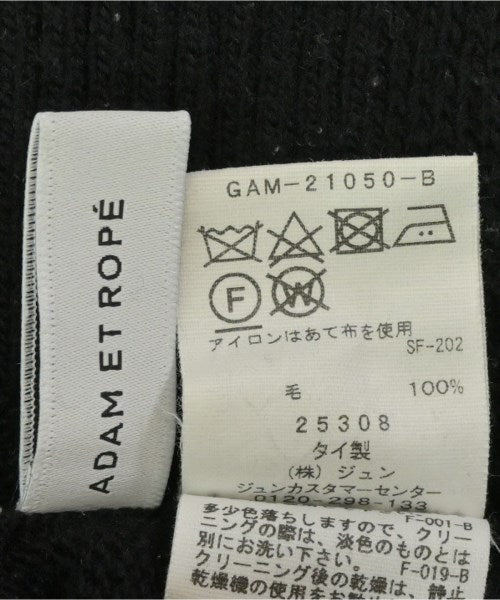 ADAM ET ROPÉ
GAM-21050-B
F W
アイロンはあて布を使用
SF-202
毛 100%
25308
タイ製
(株) ジュン
ジュンカスタマーセンター
0120-298-133
F-001-B
多少色落ちしますので、クリー
ニングの際は、淡色のものとは
別にお洗い下さい。 F-019-B
クリーニング後の乾燥は、静止
乾燥機の使用をお